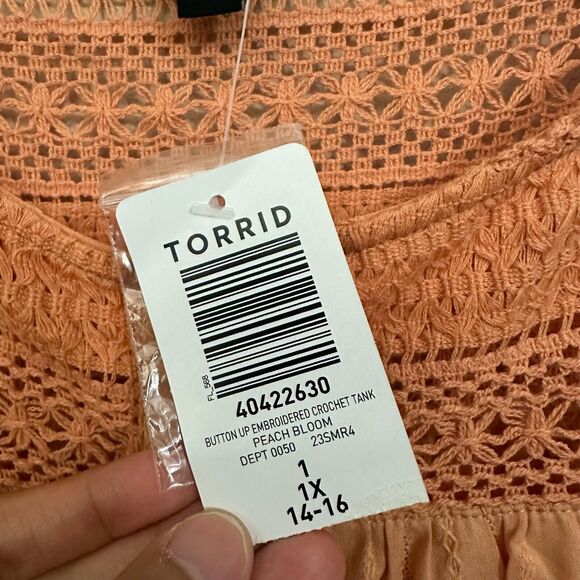 TORRID
FL_568
40422630
BUTTON UP EMBROIDERED CROCHET TANK
PEACH BLOOM
DEPT 0050 23SMR4
1
1X
14-16